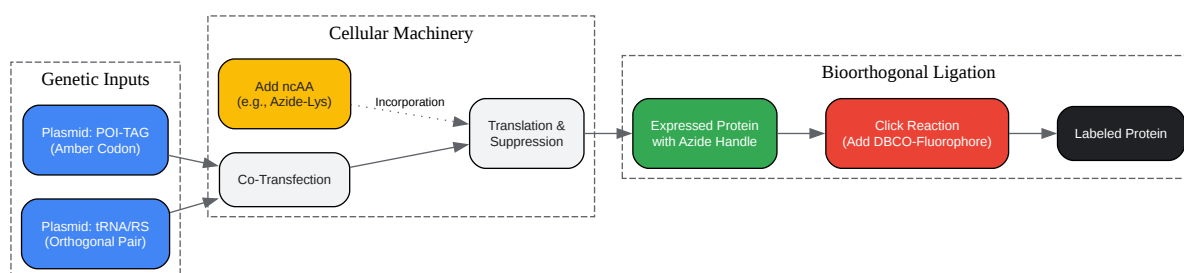 Genetic Inputs
Plasmid: POI-TAG
(Amber Codon)
Plasmid: tRNA/RS
(Orthogonal Pair)
Cellular Machinery
Add ncAA
(e.g., Azide-Lys)
Incorporation
Co-Transfection
Translation &
Suppression
Bioorthogonal Ligation
Expressed Protein
with Azide Handle
Click Reaction
(Add DBCO-Fluorophore)
Labeled Protein